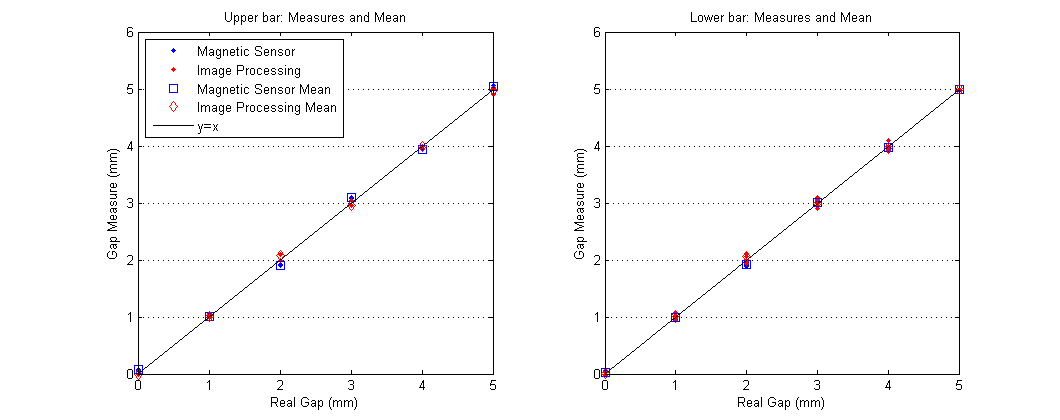 Upper bar: Measures and Mean
6
5
4
3
2
1
0
Gap Measure (mm)
Magnetic Sensor
Image Processing
Magnetic Sensor Mean
Image Processing Mean
y=x
0 1 2 3 4 5
Real Gap (mm)
Lower bar: Measures and Mean
6
5
4
3
2
1
0
Gap Measure (mm)
0 1 2 3 4 5
Real Gap (mm)